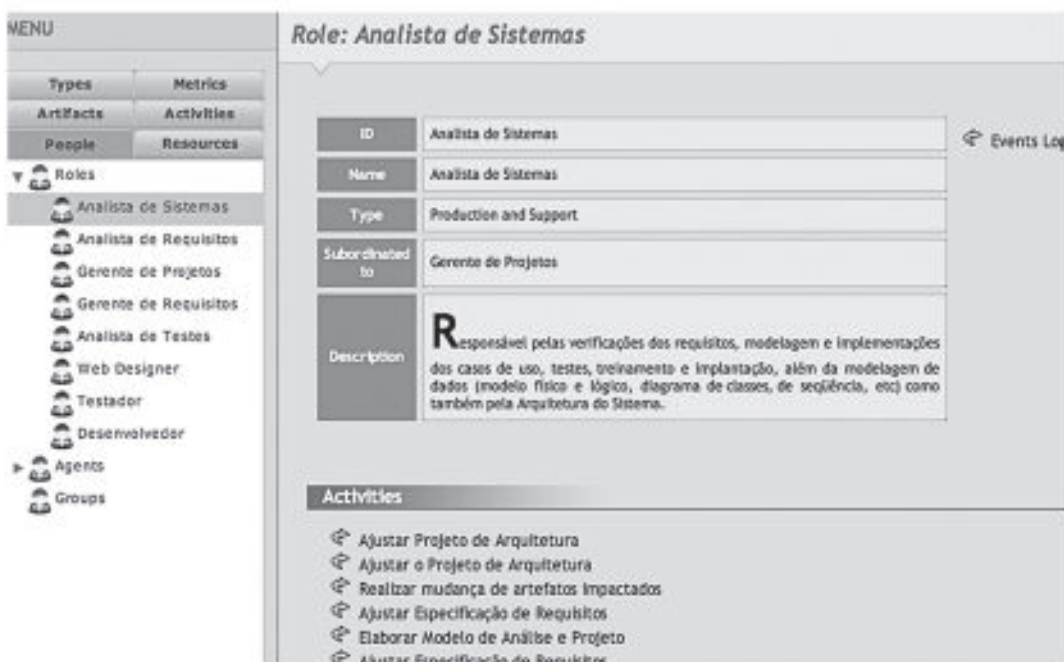 MENU
Types
Metrics
Artifacts
Activities
People
Resources
Roles
Analista de Sistemas
Analista de Requisitos
Gerente de Projetos
Gerente de Requisitos
Analista de Testes
Web Designer
Testador
Desenvolvedor
Agents
Groups
Role: Analista de Sistemas
ID
Analista de Sistemas
Name
Analista de Sistemas
Type
Production and Support
Subordinated
to
Gerente de Projetos
Description
Responsável pelas verificações dos requisitos, modelagem e implementações
dos casos de uso, testes, treinamento e implantação, além da modelagem de
dados (modelo físico e lógico, diagrama de classes, de seqüência, etc) como
também pela Arquitetura do Sistema.
Events Log
Activities
Ajustar Projeto de Arquitetura
Ajustar o Projeto de Arquitetura
Realizar mudança de artefatos impactados
Ajustar Especificação de Requisitos
Elaborar Modelo de Análise e Projeto
Ajustar Especificação de Requisitos